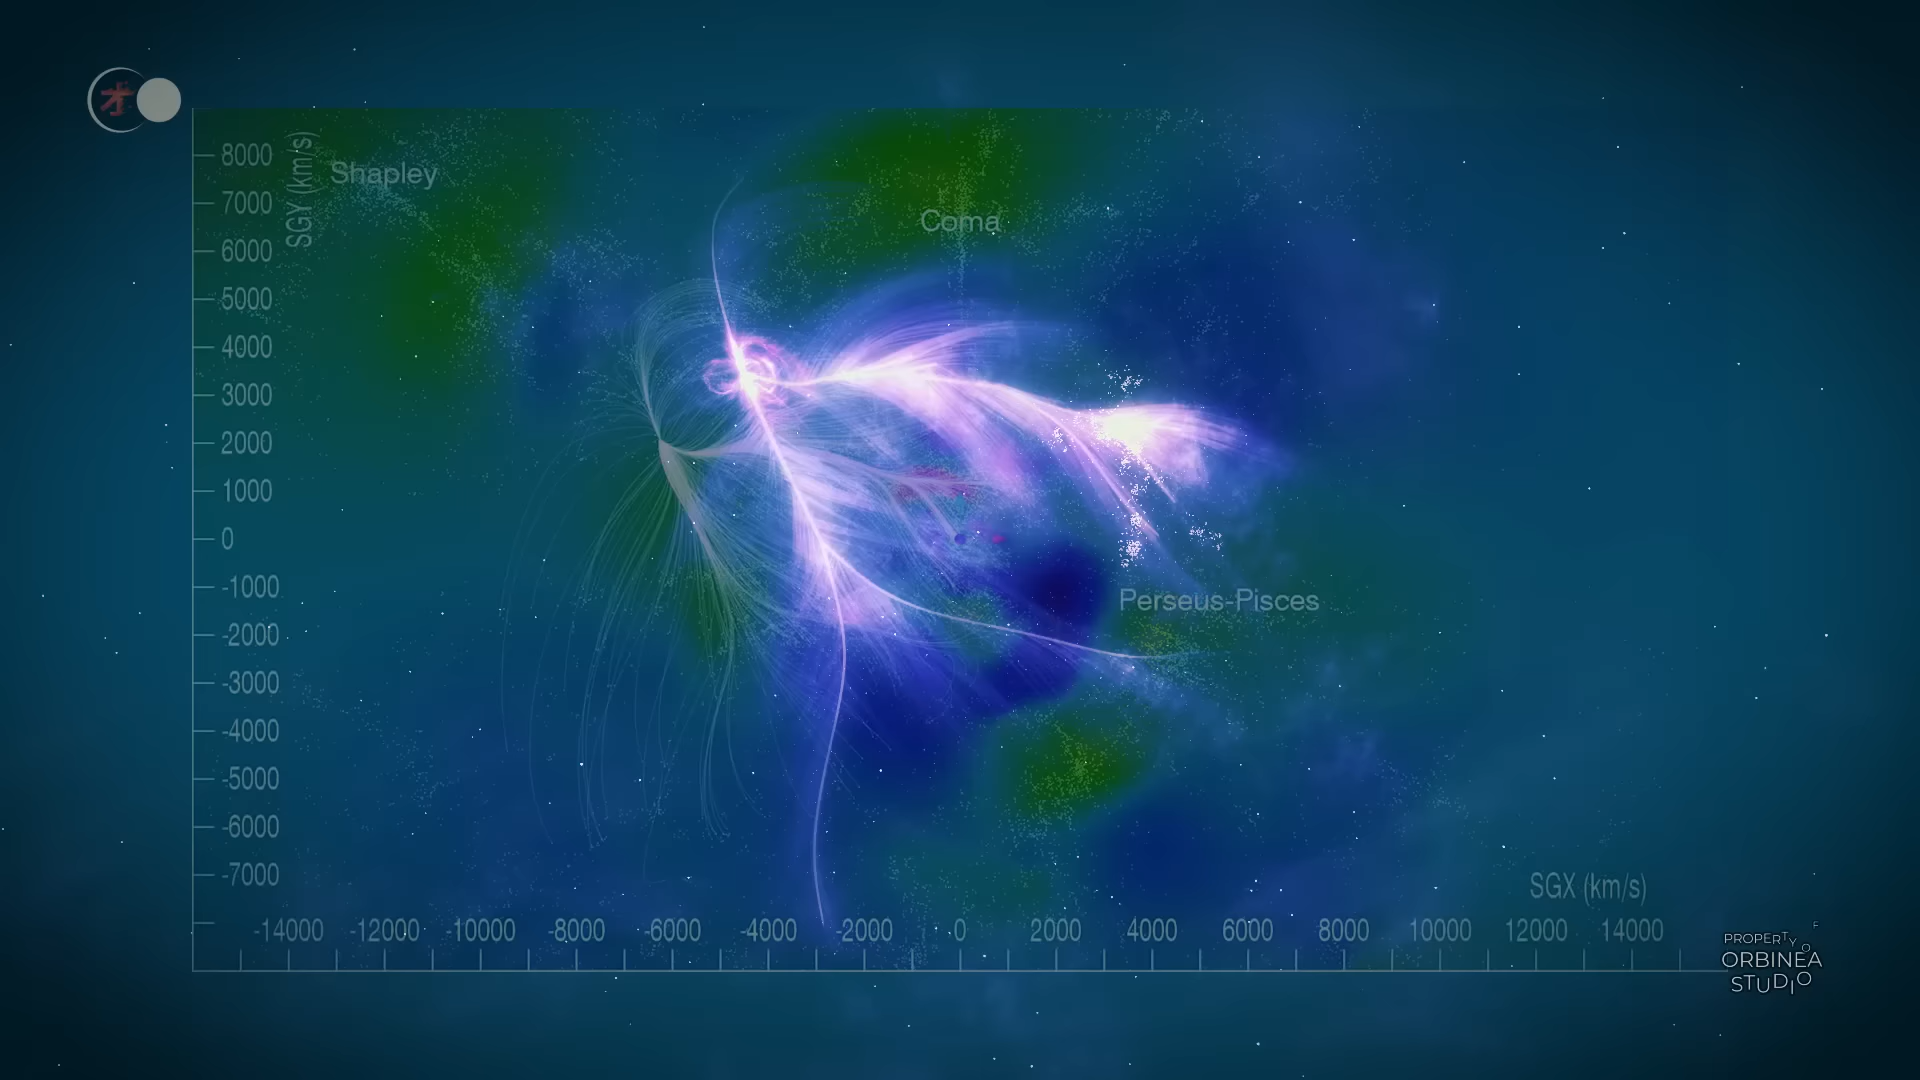 才
8000
SGY (km/s)
Shapley
7000
Coma
6000
5000
4000
3000
2000
1000
0
-1000
Perseus-Pisces
-2000
-3000
-4000
-5000
-6000
-7000
SGX (km/s)
-14000 -12000 -10000 -8000 -6000 -4000 -2000 0 2000 4000 6000 8000 10000 12000 14000
PROPERTY OF
ORBINEA
STUDIO